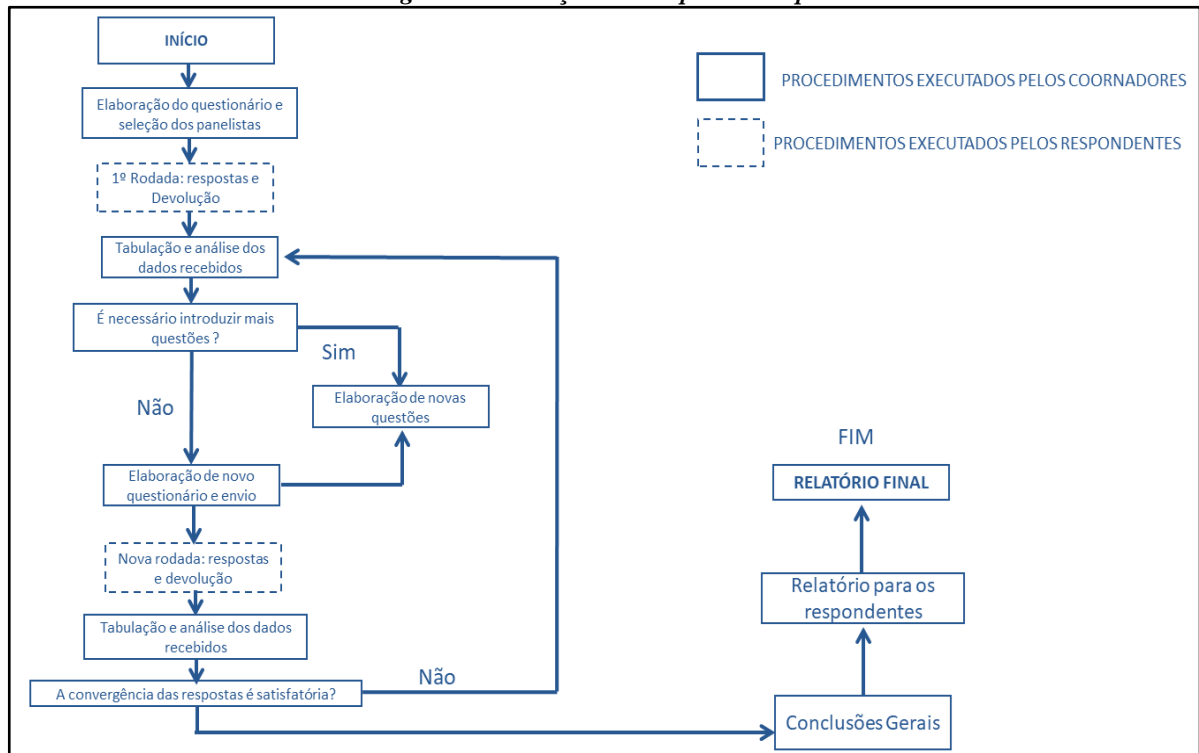 INÍCIO
Elaboração do questionário e
seleção dos panelistas
1º Rodada: respostas e
Devolução
Tabulação e análise dos
dados recebidos
É necessário introduzir mais
questões ?
Sim
Não
Elaboração de novas
questões
Elaboração de novo
questionário e envio
Nova rodada: respostas
e devolução
Tabulação e análise dos dados
recebidos
A convergência das respostas é satisfatória?
Não
PROCEDIMENTOS EXECUTADOS PELOS COORNADORES
PROCEDIMENTOS EXECUTADOS PELOS RESPONDENTES
FIM
RELATÓRIO FINAL
Relatório para os
respondentes
Conclusões Gerais